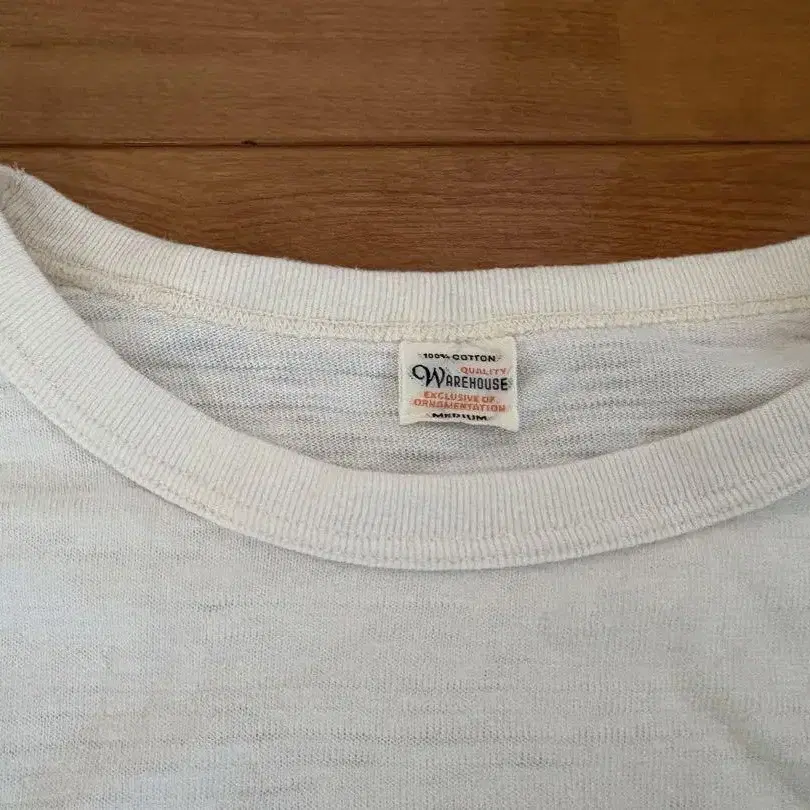 100% COTTON
QUALITY
WAREHOUSE
EXCLUSIVE OF
ORNAMENTATION
MEDIUM